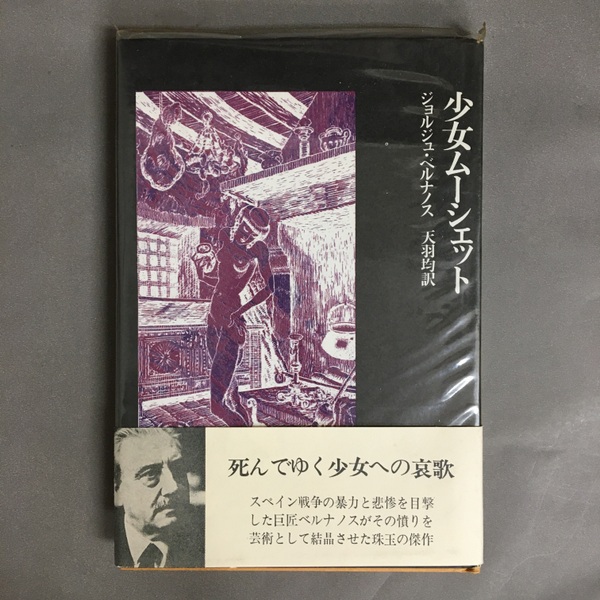 少女ムーシェット
ジョルジュ・ベルナノス 天羽均訳
死んでゆく少女への哀歌
スペイン戦争の暴力と悲惨を目撃
した巨匠ベルナノスがその憤りを
芸術として結晶させた珠玉の傑作